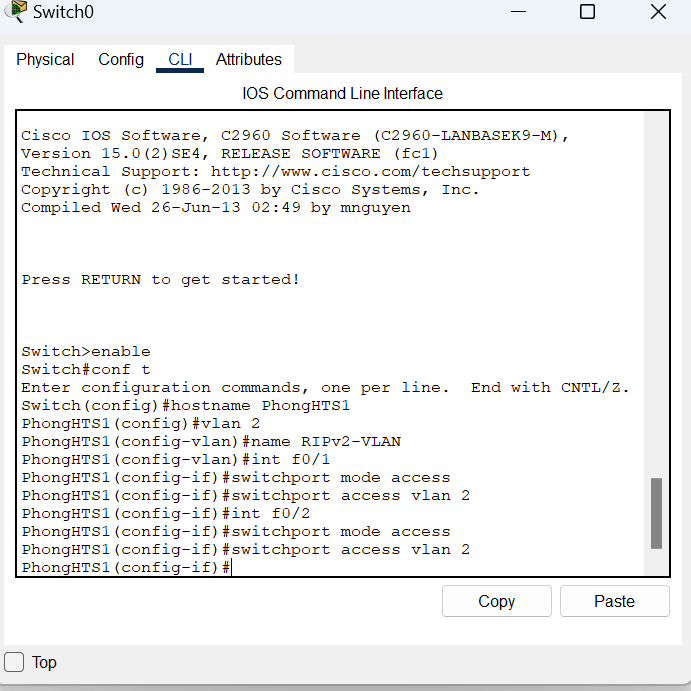 Switch0
Physical Config CLI Attributes
IOS Command Line Interface
Cisco IOS Software, C2960 Software (C2960-LANBASEK9-M),
Version 15.0(2)SE4, RELEASE SOFTWARE (fc1)
Technical Support: http://www.cisco.com/techsupport
Copyright (c) 1986-2013 by Cisco Systems, Inc.
Compiled Wed 26-Jun-13 02:49 by mnguyen
Press RETURN to get started!
Switch>enable
Switch#conf t
Enter configuration commands, one per line.  End with CNTL/Z.
Switch(config)#hostname PhongHTS1
PhongHTS1(config)#vlan 2
PhongHTS1(config-vlan)#name RIPv2-VLAN
PhongHTS1(config-vlan)#int f0/1
PhongHTS1(config-if)#switchport mode access
PhongHTS1(config-if)#switchport access vlan 2
PhongHTS1(config-if)#int f0/2
PhongHTS1(config-if)#switchport mode access
PhongHTS1(config-if)#switchport access vlan 2
PhongHTS1(config-if)#
Copy Paste
Top